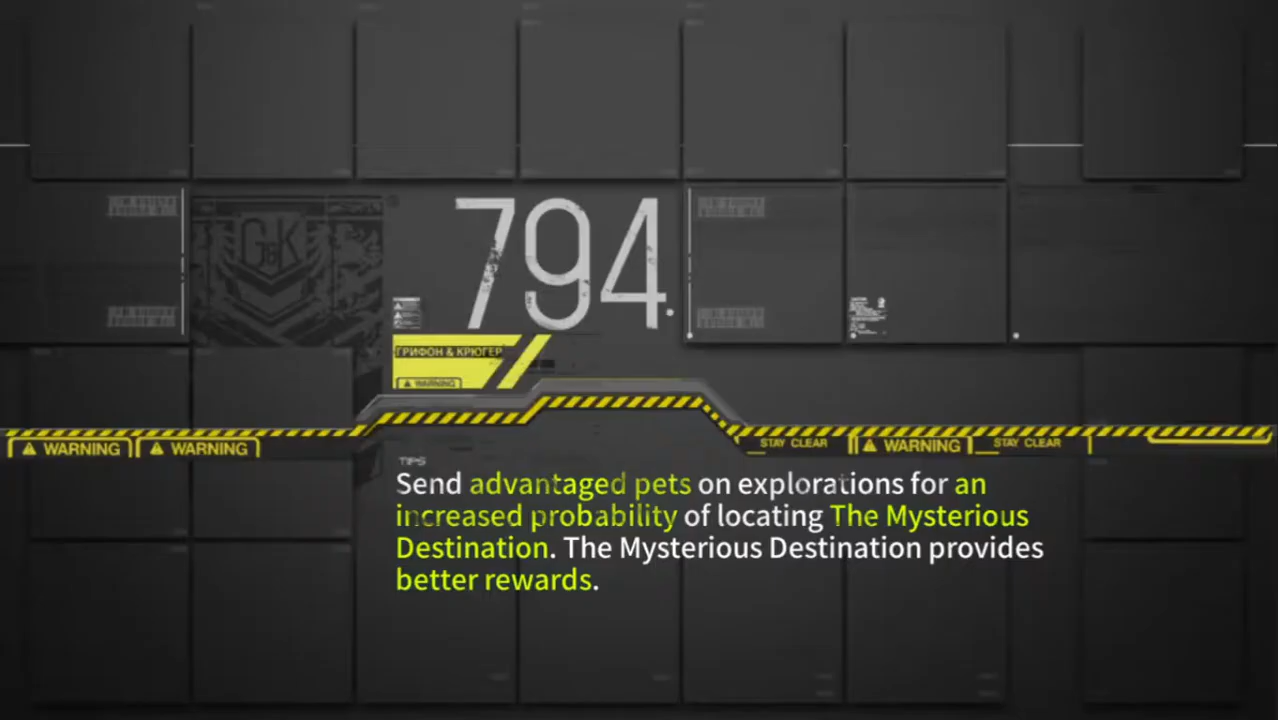 G&K
794.
ГРИФОН & КРЮГЕР
WARNING
WARNING
WARNING
STAY CLEAR
WARNING
STAY CLEAR
TIPS
Send advantaged pets on explorations for an
increased probability of locating The Mysterious
Destination. The Mysterious Destination provides
better rewards.